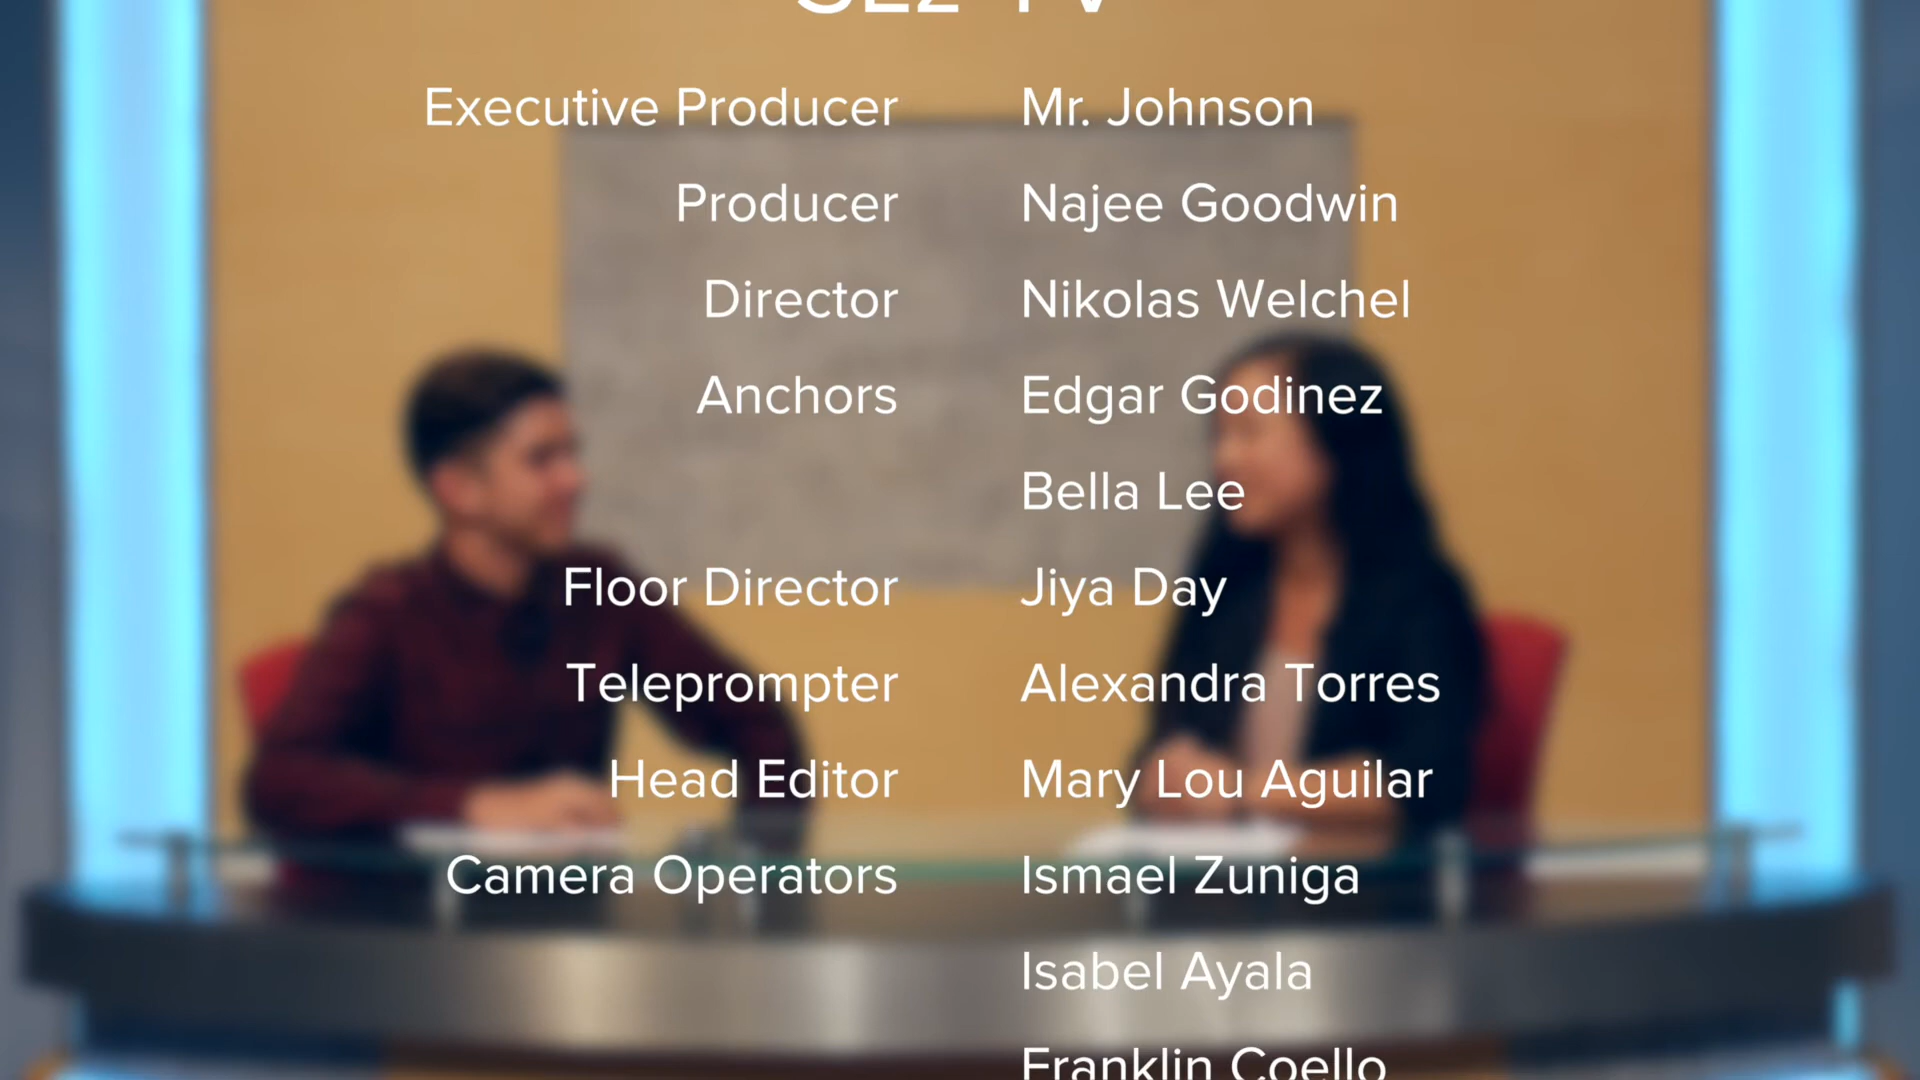 TV
Executive Producer Mr. Johnson
Producer Najee Goodwin
Director Nikolas Welchel
Anchors Edgar Godinez
Bella Lee
Floor Director Jiya Day
Teleprompter Alexandra Torres
Head Editor Mary Lou Aguilar
Camera Operators Ismael Zuniga
Isabel Ayala
Franklin Coello